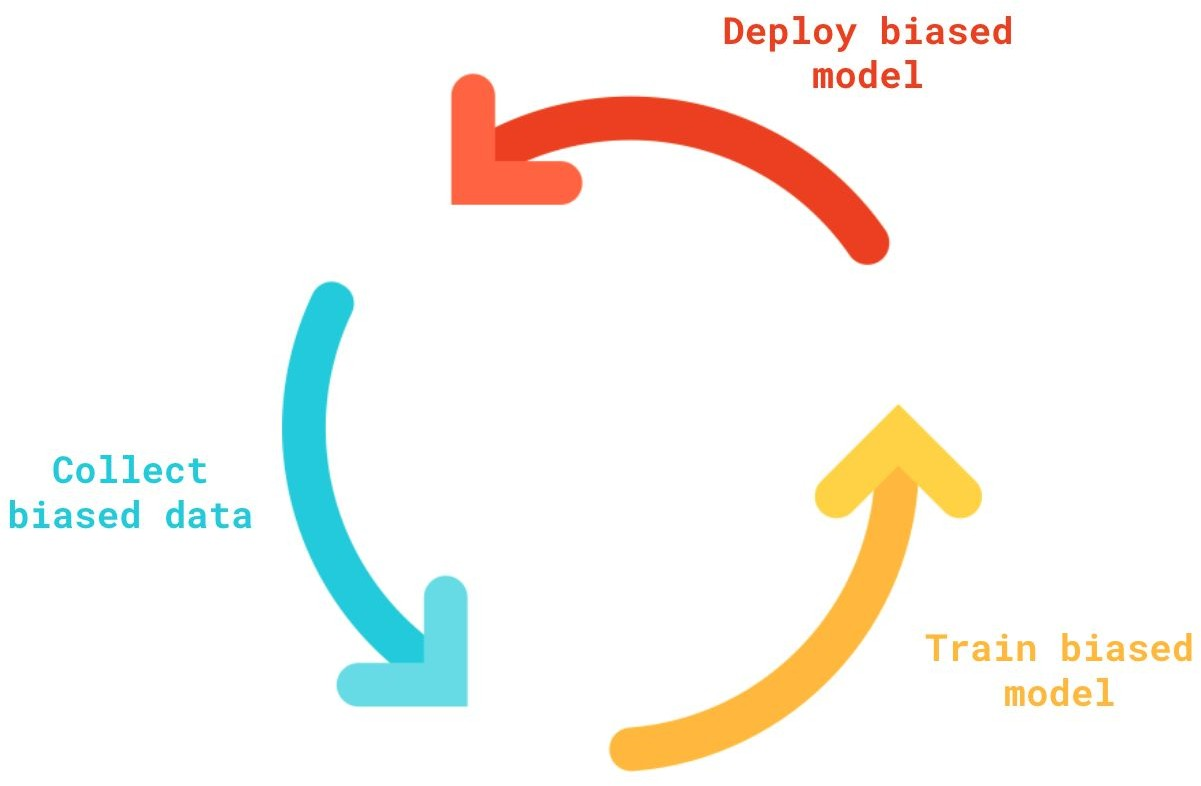 Deploy biased
model
Collect
biased data
Train biased
model